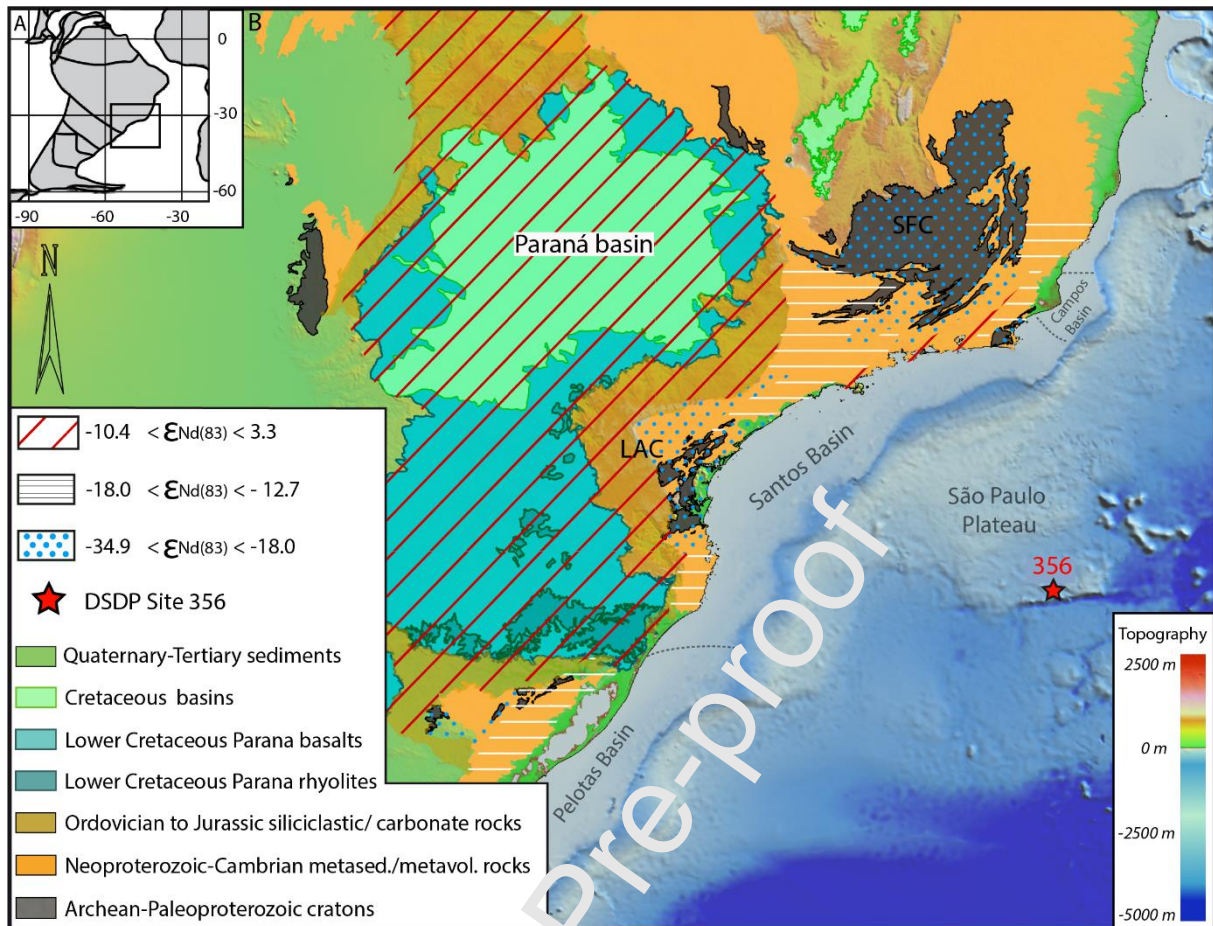 A
B
0
-30
-60
-90
-60
-30
N
Paraná basin
SFC
Campos
Basin
LAC
Santos Basin
São Paulo
Plateau
356
Pelotas Basin
-10.4 < εNd(83) < 3.3
-18.0 < εNd(83) < - 12.7
-34.9 < εNd(83) < -18.0
DSDP Site 356
Quaternary-Tertiary sediments
Cretaceous basins
Lower Cretaceous Parana basalts
Lower Cretaceous Parana rhyolites
Ordovician to Jurassic siliciclastic/ carbonate rocks
Neoproterozoic-Cambrian metased./metavol. rocks
Archean-Paleoproterozoic cratons
Topography
2500 m
0 m
-2500 m
-5000 m
Pre-proof